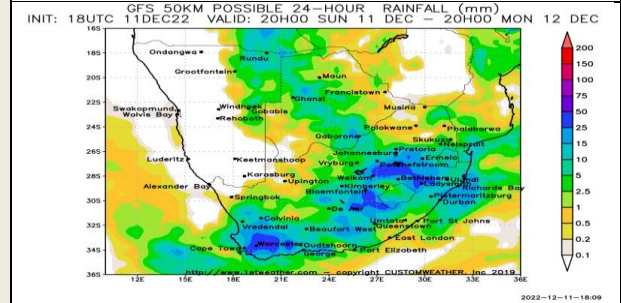 GFS 50KM POSSIBLE 24-HOUR RAINFALL (mm)
INIT: 18UTC 11DEC22 VALID: 20H00 SUN 11 DEC - 20H00 MON 12 DEC
16S
18S
20S
22S
24S
26S
28S
30S
32S
34S
36S
Ondangwa
Rundu
Grootfontein
Maun
Francistown
Ghanzi
Windhoek
Gobabis
Musina
Swakopmund
Walvis Bay
Rehoboth
Polokwane
Phalaborwa
Gaborone
Skukuza
Nelspruit
Johannesburg
Pretoria
Luderitz
Keetmanshoop
Vryburg
Potchefstroom
Ermelo
Karasburg
Upington
Welkom
Bethlehem
Ulundi
Alexander Bay
Kimberley
Ladysmith
Richards Bay
Springbok
Bloemfontein
Pietermaritzburg
Durban
De Aar
Calvinia
Umtata
Port St Johns
Vredendal
Beaufort West
Queenstown
East London
Cape Town
Worcester
Oudtshoorn
George
Port Elizabeth
http://www.1stweather.com - copyright CUSTOMWEATHER, Inc 2019
12E 15E 18E 21E 24E 27E 30E 33E 36E
200
150
100
75
50
25
20
15
10
5
2.5
1
0.5
0.2
0.1
2022-12-11-18:09